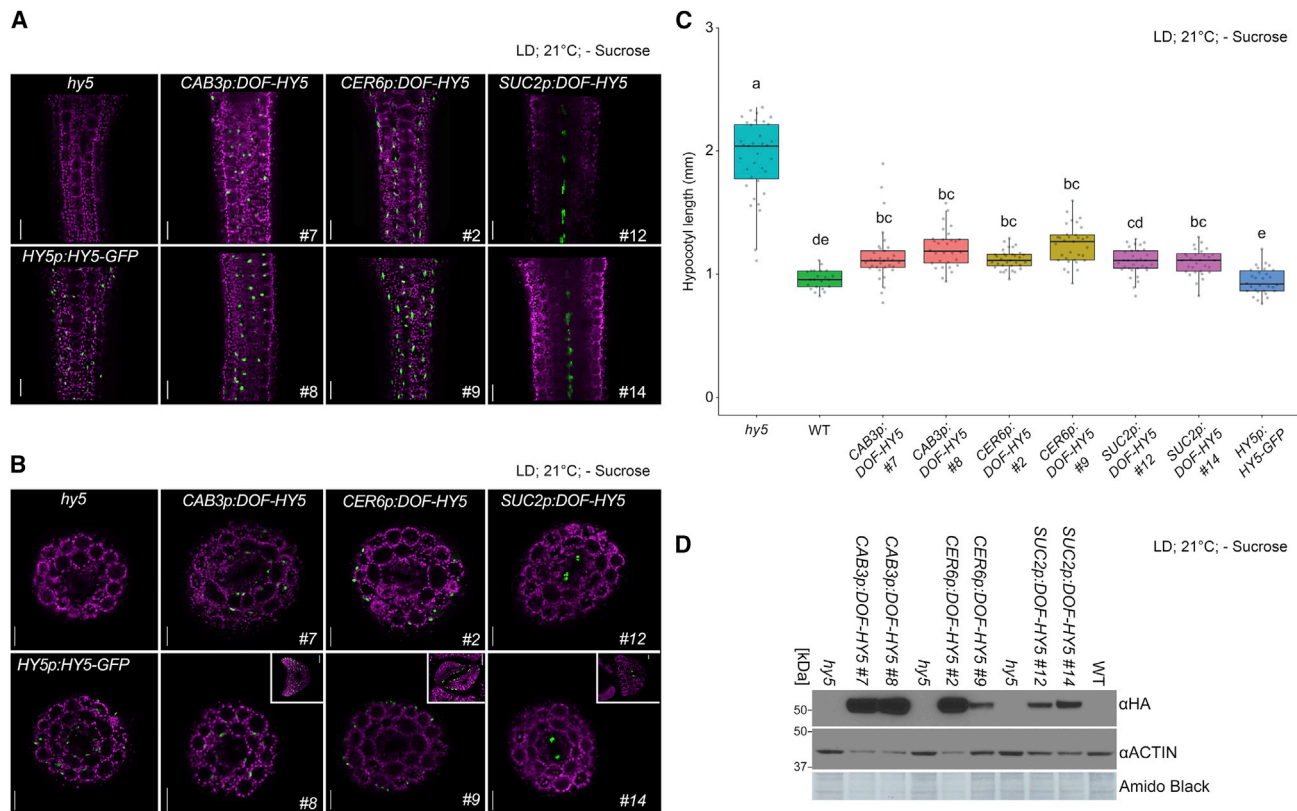 A
LD; 21°C; - Sucrose
hy5
CAB3p:DOF-HY5
CER6p:DOF-HY5
SUC2p:DOF-HY5
#7
#2
#12
HY5p:HY5-GFP
#8
#9
#14
B
LD; 21°C; - Sucrose
hy5
CAB3p:DOF-HY5
CER6p:DOF-HY5
SUC2p:DOF-HY5
#7
#2
#12
HY5p:HY5-GFP
#8
#9
#14
C
LD; 21°C; - Sucrose
Hypocotyl length (mm)
3
2
1
0
a
de
bc
bc
bc
bc
cd
bc
e
hy5
WT
CAB3p:
DOF-HY5
#7
CAB3p:
DOF-HY5
#8
CER6p:
DOF-HY5
#2
CER6p:
DOF-HY5
#9
SUC2p:
DOF-HY5
#12
SUC2p:
DOF-HY5
#14
HY5p:
HY5-GFP
D
LD; 21°C; - Sucrose
[kDa]
hy5
CAB3p:DOF-HY5 #7
CAB3p:DOF-HY5 #8
hy5
CER6p:DOF-HY5 #2
CER6p:DOF-HY5 #9
hy5
SUC2p:DOF-HY5 #12
SUC2p:DOF-HY5 #14
WT
50
αHA
50
37
αACTIN
Amido Black